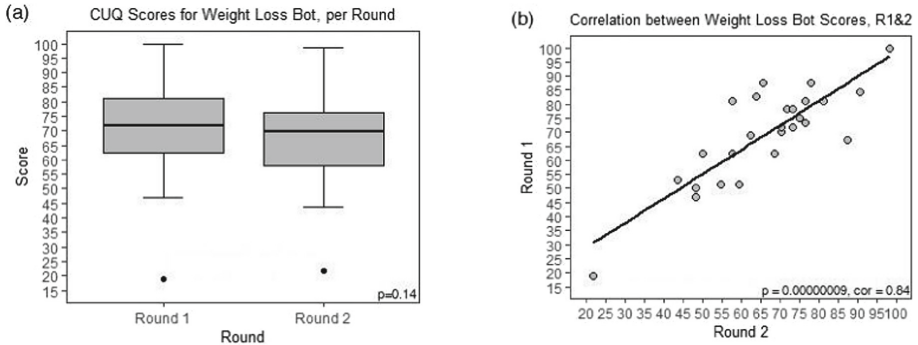 (a)
CUQ Scores for Weight Loss Bot, per Round
Score
100
95
90
85
80
75
70
65
60
55
50
45
40
35
30
25
20
15
p=0.14
Round 1
Round 2
Round
(b)
Correlation between Weight Loss Bot Scores, R1&2
Round 1
100
95
90
85
80
75
70
65
60
55
50
45
40
35
30
25
20
15
p = 0.00000009, cor = 0.84
20 25 30 35 40 45 50 55 60 65 70 75 80 85 90 95 100
Round 2